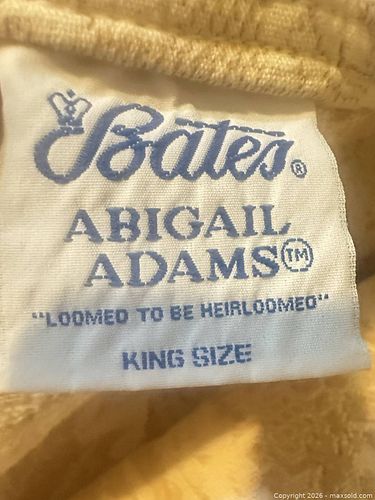 Bates®
ABIGAIL
ADAMS™
"LOOMED TO BE HEIRLOOMED"
KING SIZE
Copyright 2026 - maxsold.com